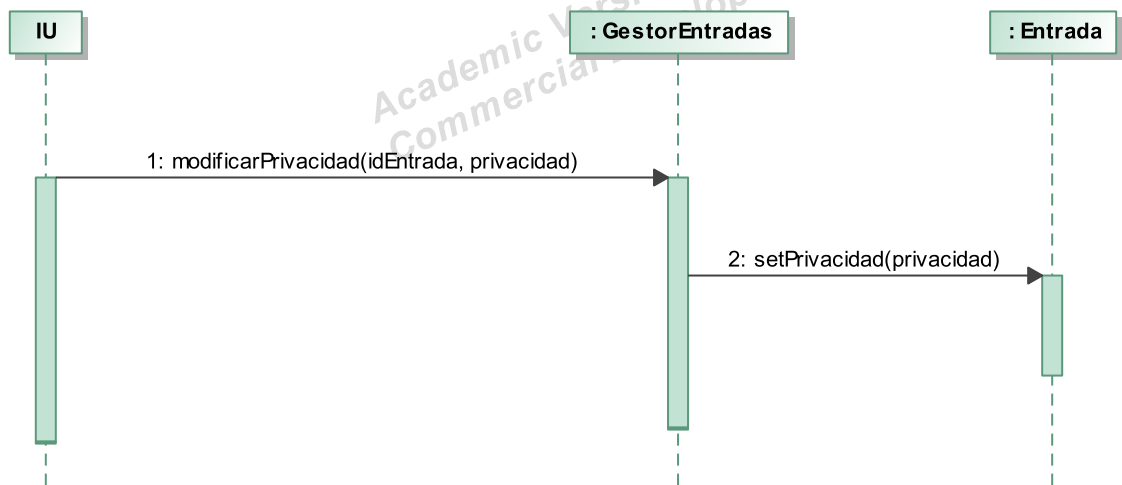 IU
: GestorEntradas
: Entrada
Academic
Commercial
1: modificarPrivacidad(idEntrada, privacidad)
2: setPrivacidad(privacidad)